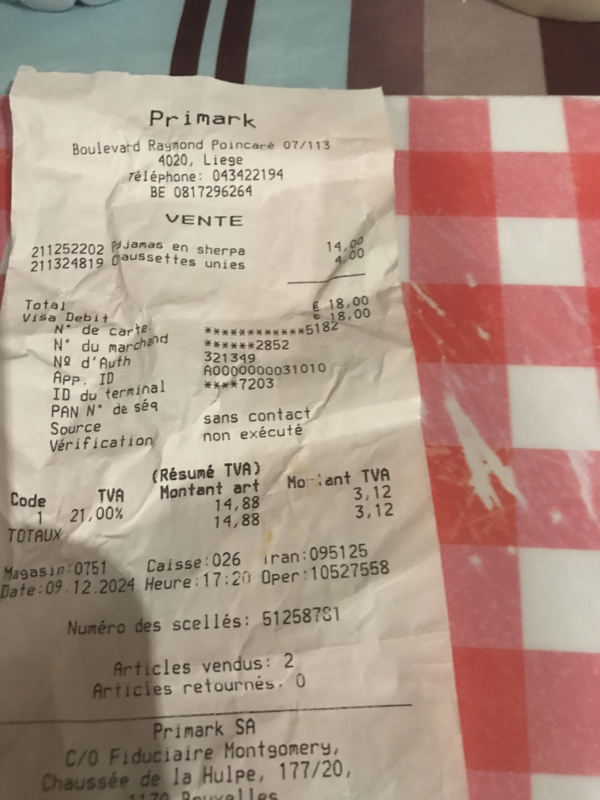 Primark
Boulevard Raymond Poincaré 07/113
4020, Liege
Téléphone: 043422194
BE 0817296264
VENTE
211252202 Pyjamas en sherpa 14,00
211324819 Chaussettes unies 4,00
Total € 18,00
Visa Debit € 18,00
N° de carte ************5182
N° du marchand ******2852
Nº d'Auth 321349
App. ID A0000000031010
ID du terminal ****7203
PAN N° de séq
Source sans contact
Vérification non exécuté
(Résumé TVA)
Code TVA Montant art Montant TVA
1 21,00% 14,88 3,12
TOTAUX 14,88 3,12
Magasin:0751 Caisse:026 Tran:095125
Date:09.12.2024 Heure:17:20 Oper:10527558
Numéro des scellés:
Articles vendus: 2
Articles retournés: 0
Primark SA
C/O Fiduciaire Montgomery,
Chaussée de la Hulpe, 177/20,
1170 Bruxelles